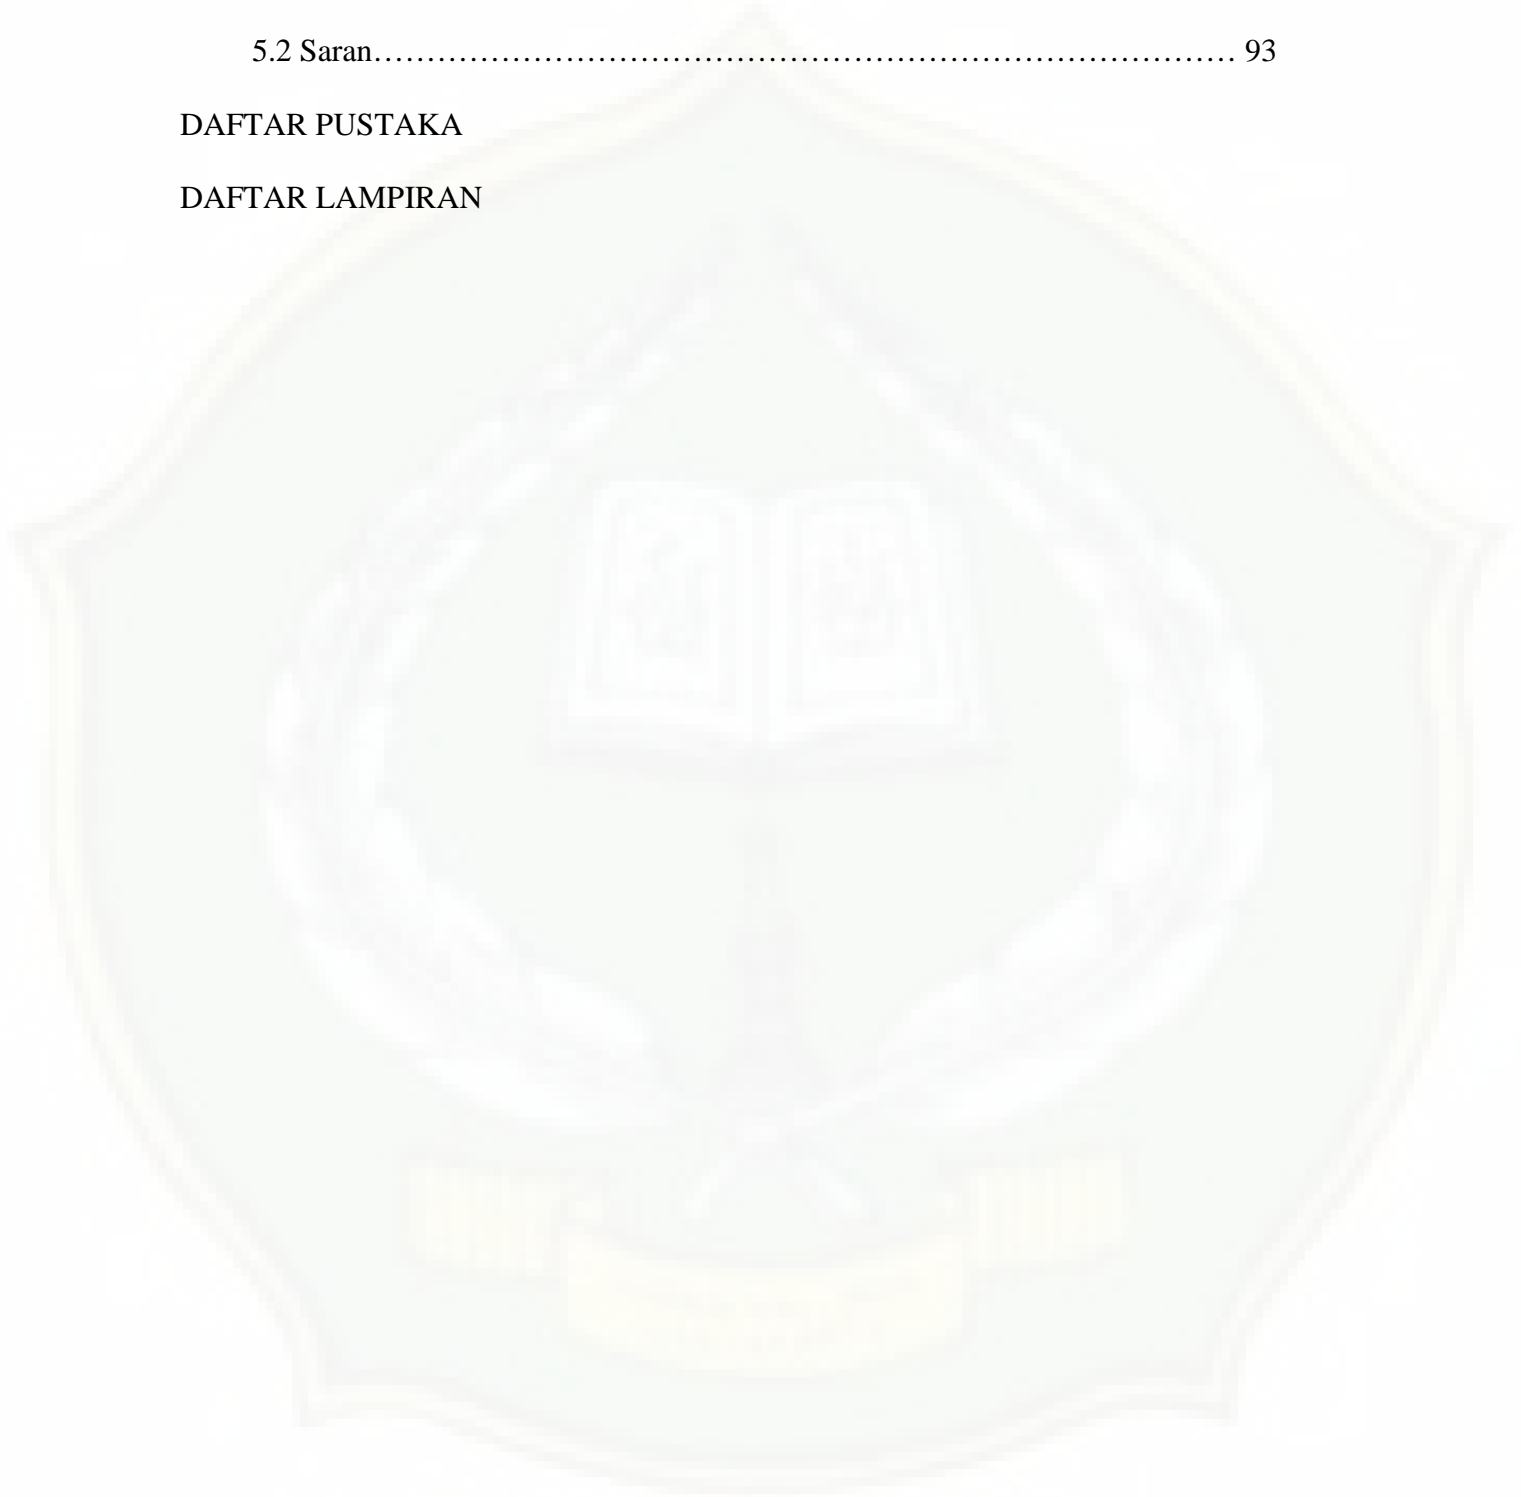 5.2 Saran……………………………………………………………………… 93
DAFTAR PUSTAKA
DAFTAR LAMPIRAN